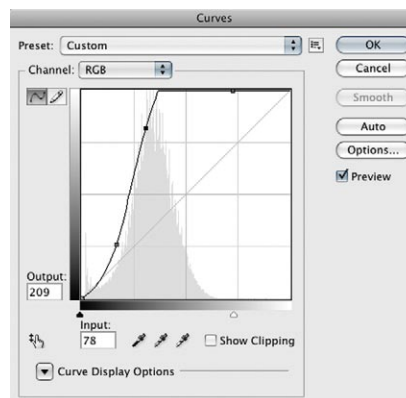 Curves
Preset: Custom
OK
Channel: RGB
Cancel
Smooth
Auto
Options...
Preview
Output:
209
Input:
78
Show Clipping
Curve Display Options